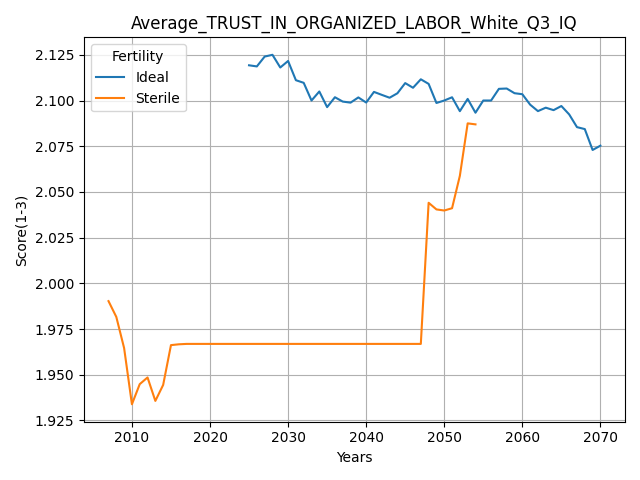 Average_TRUST_IN_ORGANIZED_LABOR_White_Q3_IQ
Fertility
Ideal
Sterile
Score(1-3)
2.125
2.100
2.075
2.050
2.025
2.000
1.975
1.950
1.925
2010 2020 2030 2040 2050 2060 2070
Years